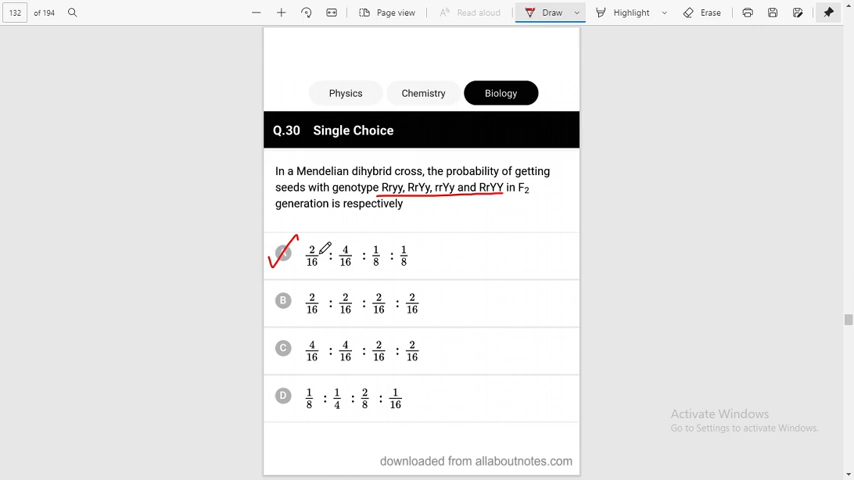 132 of 194 Page view Read aloud Draw Highlight Erase
Physics Chemistry Biology
Q.30 Single Choice
In a Mendelian dihybrid cross, the probability of getting
seeds with genotype Rryy, RrYy, rrYy and RrYY in F₂
generation is respectively
2/16 : 4/16 : 1/8 : 1/8
B 2/16 : 2/16 : 2/16 : 2/16
C 4/16 : 4/16 : 2/16 : 2/16
D 1/8 : 1/4 : 2/8 : 1/16
Activate Windows
Go to Settings to activate Windows.
downloaded from allaboutnotes.com